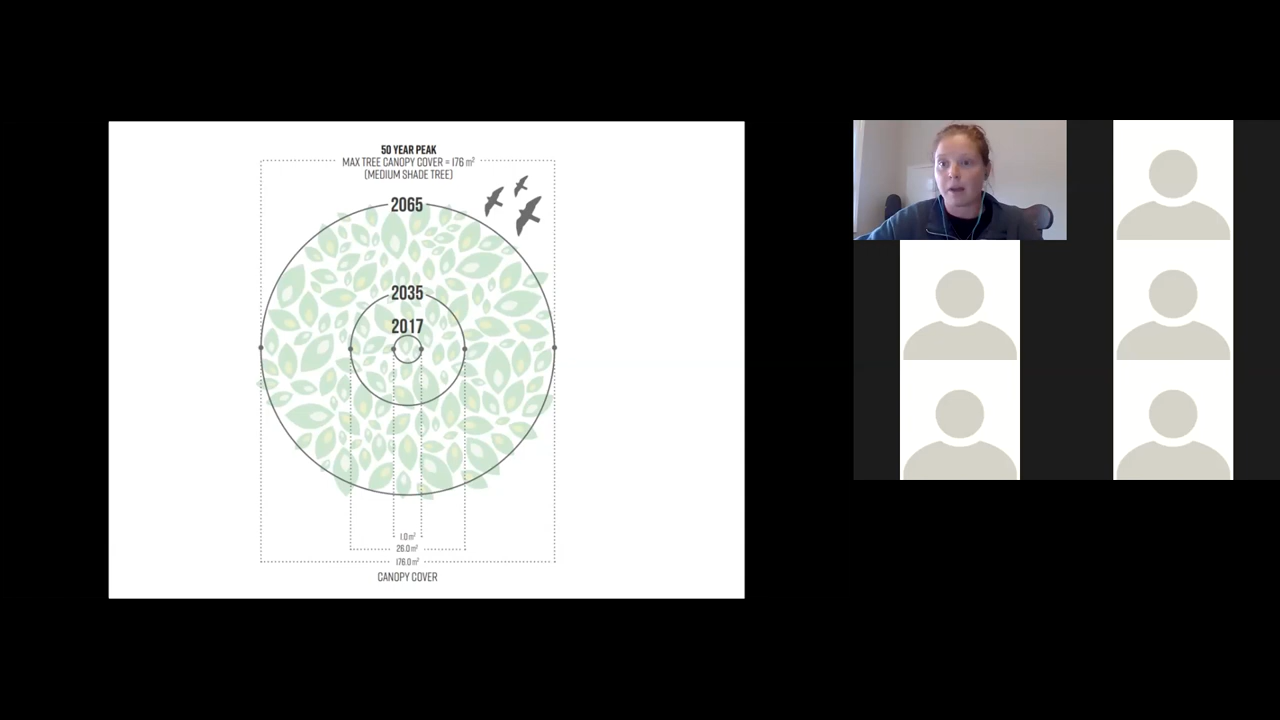 50 YEAR PEAK
MAX TREE CANOPY COVER = 176 m²
(MEDIUM SHADE TREE)
2065
2035
2017
1.0 m²
26.0 m²
176.0 m²
CANOPY COVER